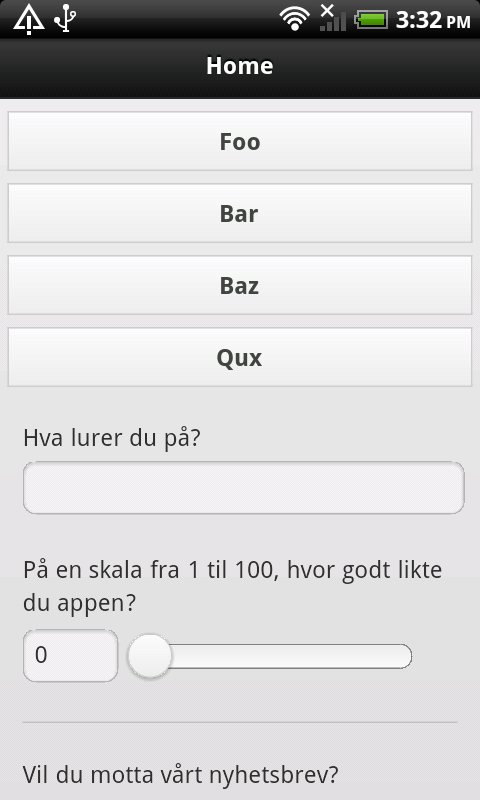 3:32 PM
Home
Foo
Bar
Baz
Qux
Hva lurer du på?
På en skala fra 1 til 100, hvor godt likte
du appen?
0
Vil du motta vårt nyhetsbrev?